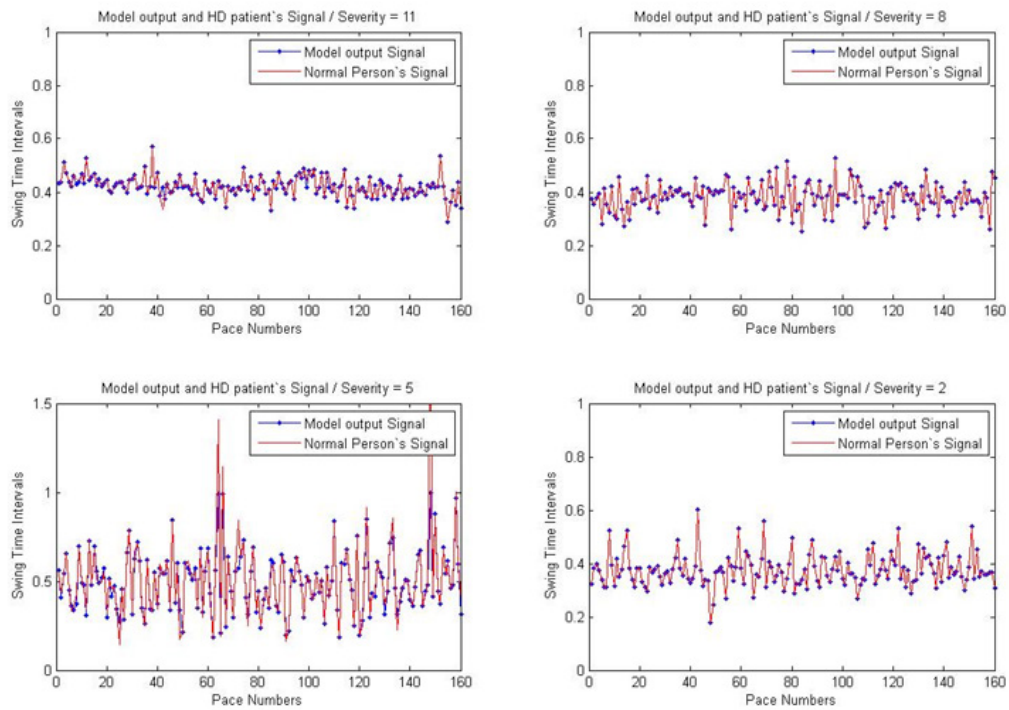 Model output and HD patient`s Signal / Severity = 11
Model output Signal
Normal Person`s Signal
Swing Time Intervals
1
0.8
0.6
0.4
0.2
0
0 20 40 60 80 100 120 140 160
Pace Numbers
Model output and HD patient`s Signal / Severity = 8
Model output Signal
Normal Person`s Signal
Swing Time Intervals
1
0.8
0.6
0.4
0.2
0
0 20 40 60 80 100 120 140 160
Pace Numbers
Model output and HD patient`s Signal / Severity = 5
Model output Signal
Normal Person`s Signal
Swing Time Intervals
1.5
1
0.5
0
0 20 40 60 80 100 120 140 160
Pace Numbers
Model output and HD patient`s Signal / Severity = 2
Model output Signal
Normal Person`s Signal
Swing Time Intervals
1
0.8
0.6
0.4
0.2
0
0 20 40 60 80 100 120 140 160
Pace Numbers